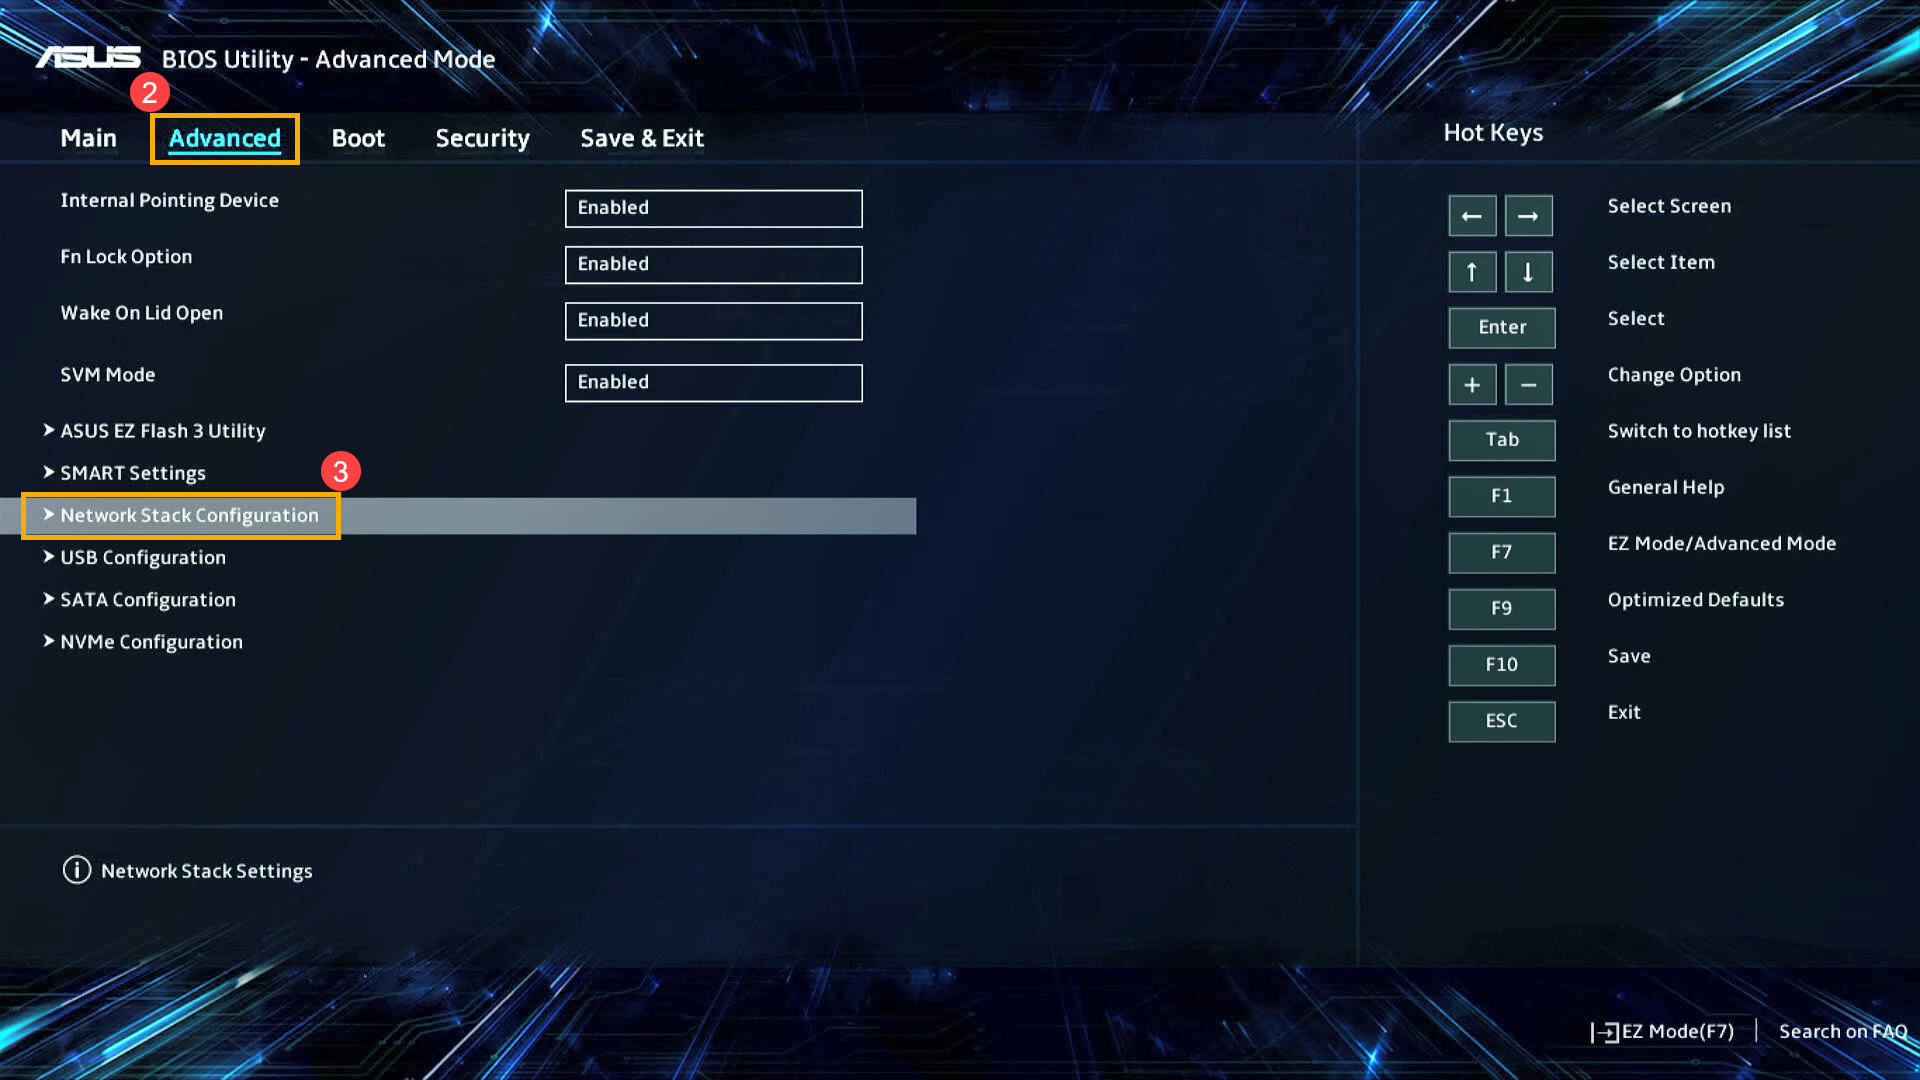 ASUS BIOS Utility - Advanced Mode
2
Main Advanced Boot Security Save & Exit
Hot Keys
Internal Pointing Device Enabled
Fn Lock Option Enabled
Wake On Lid Open Enabled
SVM Mode Enabled
> ASUS EZ Flash 3 Utility
> SMART Settings
3
> Network Stack Configuration
> USB Configuration
> SATA Configuration
> NVMe Configuration
← → Select Screen
↑ ↓ Select Item
Enter Select
+ − Change Option
Tab Switch to hotkey list
F1 General Help
F7 EZ Mode/Advanced Mode
F9 Optimized Defaults
F10 Save
ESC Exit
i Network Stack Settings
EZ Mode(F7) | Search on FAQ